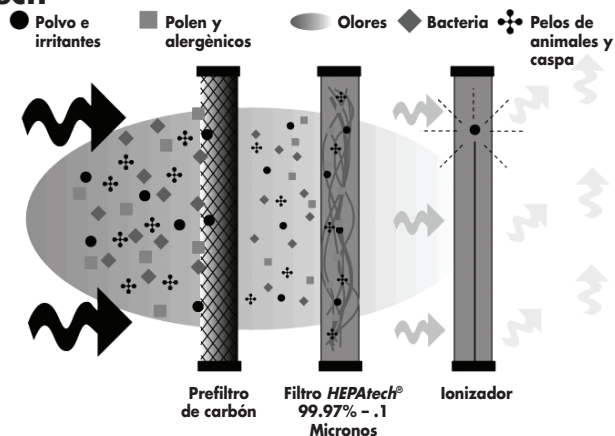 Polvo e
irritantes
Polen y
alergènicos
Olores
Bacteria
Pelos de
animales y
caspa
Prefiltro
de carbón
Filtro HEPAtech®
99.97% – .1
Micronos
Ionizador